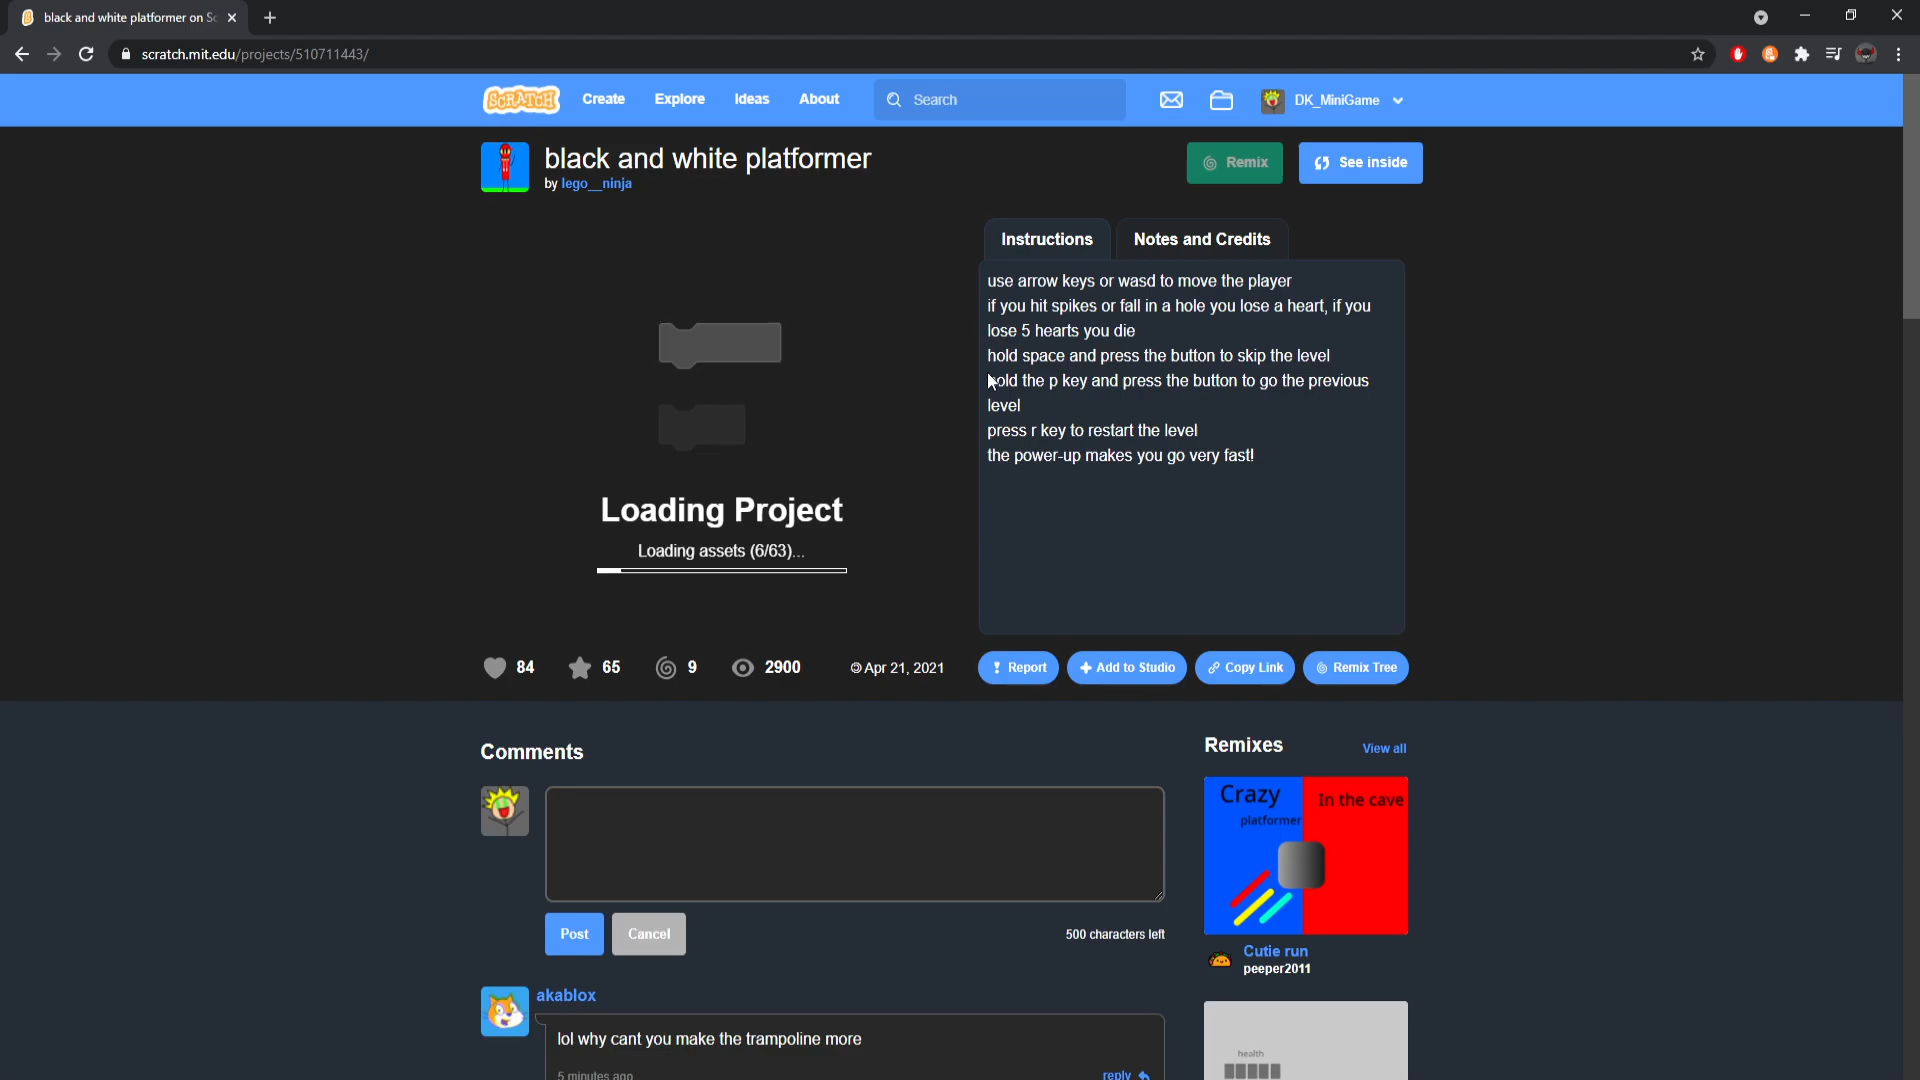 black and white platformer on Sc
scratch.mit.edu/projects/510711443/
SCRATCH Create Explore Ideas About Search DK_MiniGame
black and white platformer
by lego__ninja
Remix See inside
Instructions Notes and Credits
use arrow keys or wasd to move the player
if you hit spikes or fall in a hole you lose a heart, if you
lose 5 hearts you die
hold space and press the button to skip the level
hold the p key and press the button to go the previous
level
press r key to restart the level
the power-up makes you go very fast!
Loading Project
Loading assets (6/63)...
84 65 9 2900 © Apr 21, 2021 Report Add to Studio Copy Link Remix Tree
Comments
Post Cancel 500 characters left
akablox
lol why cant you make the trampoline more
5 minutes ago reply
Remixes View all
Crazy In the cave
platformer
Cutie run
peeper2011
health